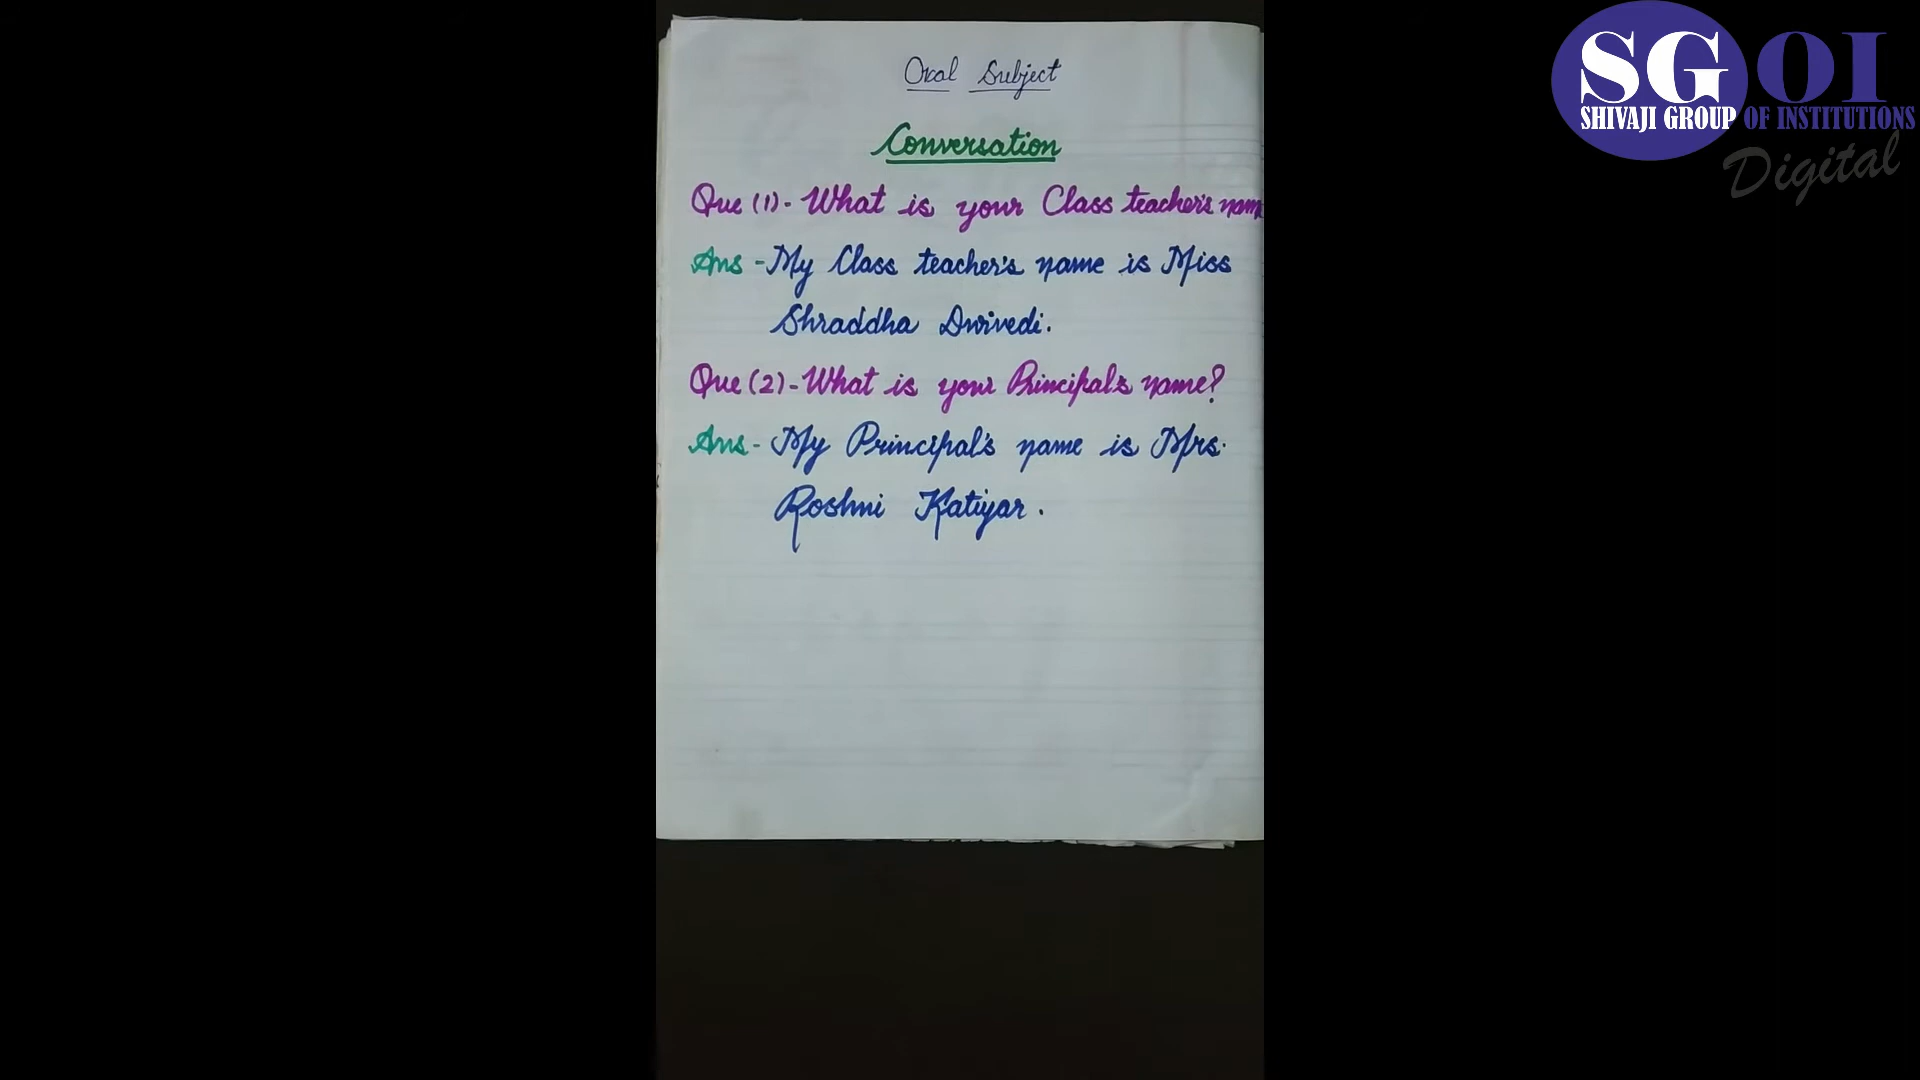 Oral Subject
Conversation
Que (1)- What is your Class teacher's name
Ans - My Class teacher's name is Miss
Shraddha Dwivedi.
Que (2)- What is your Principal's name?
Ans - My Principal's name is Mrs.
Roshni Katiyar.
SGOI
SHIVAJI GROUP OF INSTITUTIONS
Digital